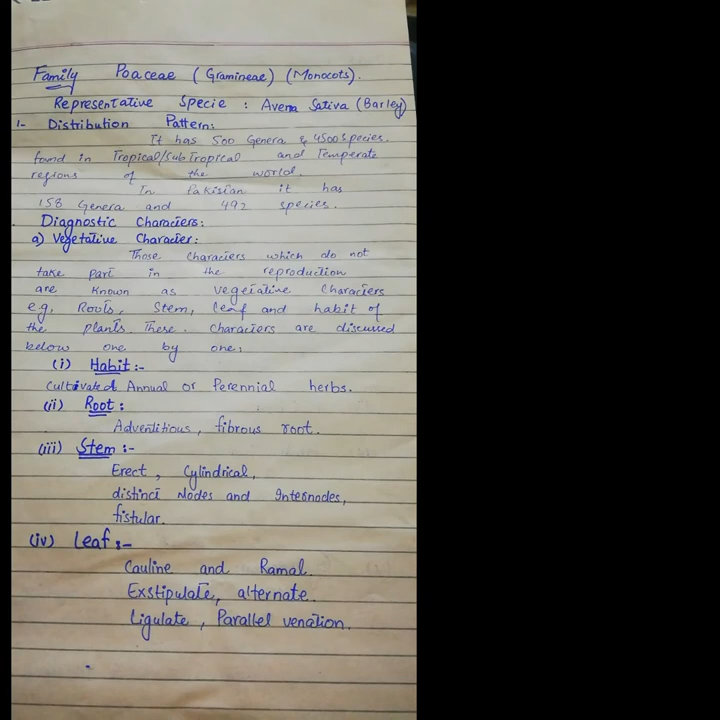 Family Poaceae (Gramineae) (Monocots).
Representative Specie : Avena Sativa (Barley)
1- Distribution Pattern:
It has 500 Genera & 4500 species.
found in Tropical/SubTropical and Temperate
regions of the world.
In Pakistan it has
158 Genera and 492 species.
Diagnostic Characters:
a) Vegetative Character:
Those characters which do not
take part in the reproduction
are known as vegetative characters
e.g, Roots, Stem, leaf and habit of
the plants. These characters are discussed
below one by one:
(i) Habit:-
Cultivated Annual or Perennial herbs.
(ii) Root:
Adventitious, fibrous root.
(iii) Stem:-
Erect, Cylindrical,
distinct Nodes and Internodes,
fistular.
(iv) Leaf:-
Cauline and Ramal.
Exstipulate, alternate.
Ligulate, Parallel venation.